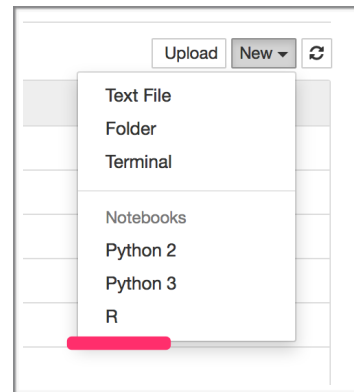 Upload New
Text File
Folder
Terminal
Notebooks
Python 2
Python 3
R